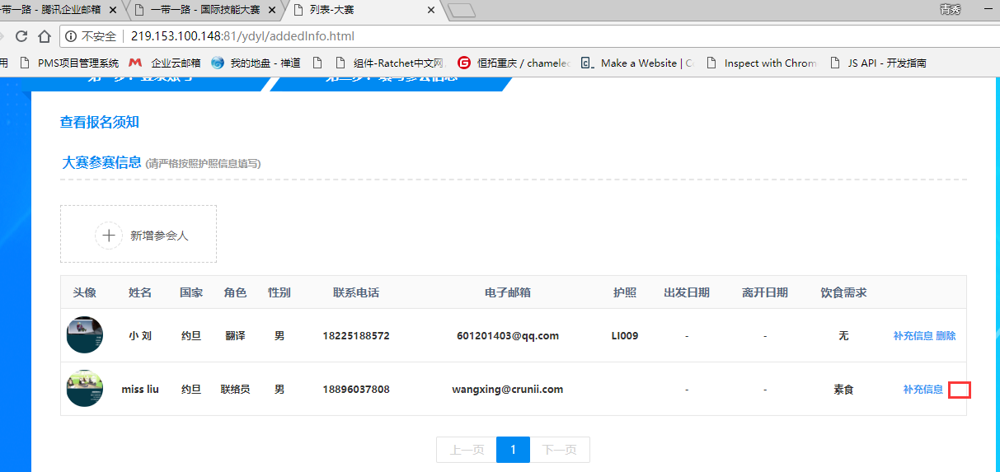 一带一路 - 腾讯企业邮箱 一带一路 - 国际技能大赛 列表-大赛 青秀
不安全 219.153.100.148:81/ydyl/addedInfo.html
用 PMS项目管理系统 企业云邮箱 我的地盘 - 禅道 组件-Ratchet中文网 恒拓重庆 / chamelec Make a Website | C Inspect with Chrom JS API - 开发指南
查看报名须知
大赛参赛信息 (请严格按照护照信息填写)
新增参会人
头像 姓名 国家 角色 性别 联系电话 电子邮箱 护照 出发日期 离开日期 饮食需求
小 刘 约旦 翻译 男 18225188572 601201403@qq.com LI009 - - 无 补充信息 删除
miss liu 约旦 联络员 男 18896037808 wangxing@crunii.com - - 素食 补充信息
上一页 1 下一页